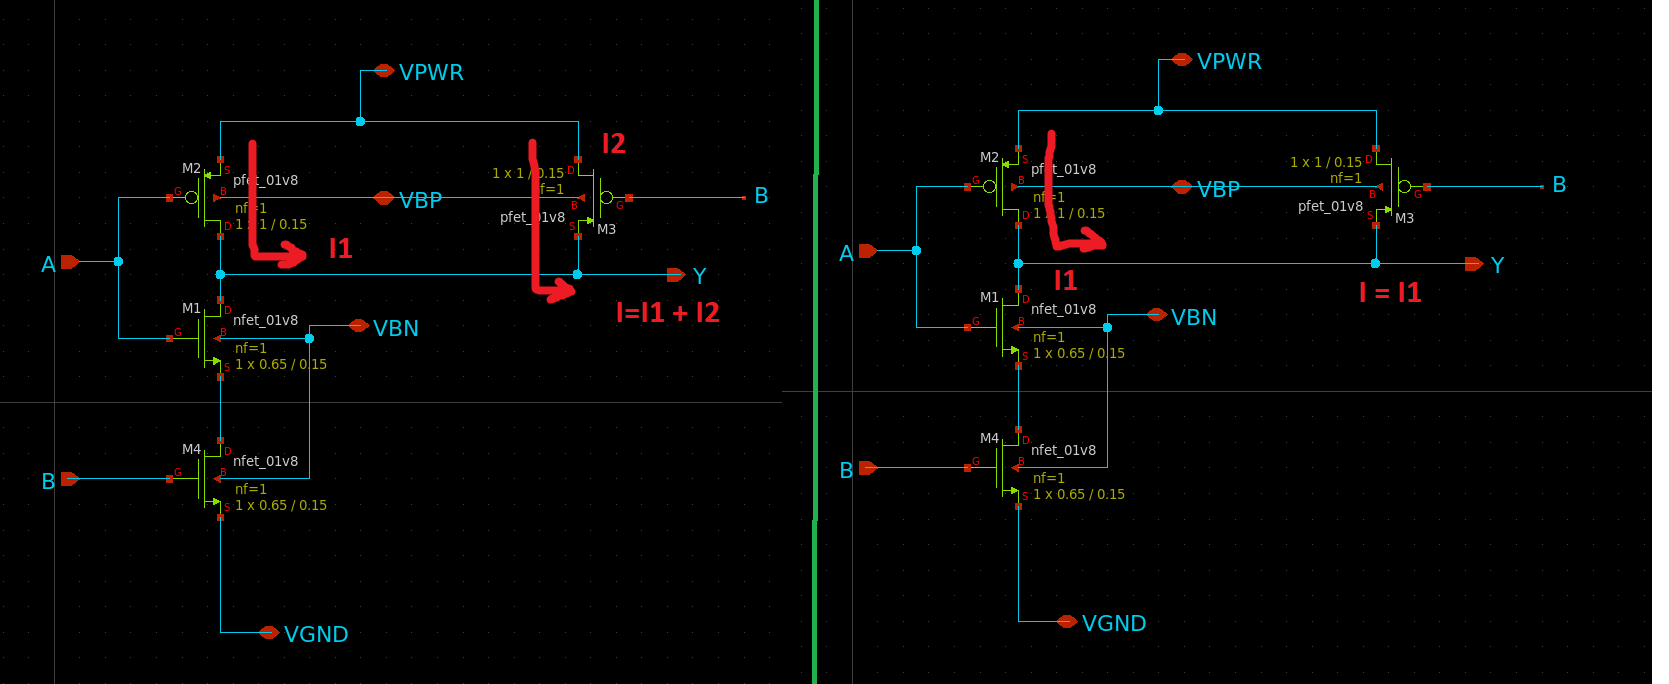 VPWR
I2
M2
S
pfet_01v8
G
B
nf=1
D
1 x 1 / 0.15
VBP
1 x 1 / 0.15
D
nf=1
B
G
pfet_01v8
S
M3
B
A
I1
Y
I=I1 + I2
M1
D
nfet_01v8
G
B
nf=1
S
1 x 0.65 / 0.15
VBN
M4
D
nfet_01v8
B
G
B
nf=1
S
1 x 0.65 / 0.15
VGND
VPWR
M2
S
pfet_01v8
G
B
nf=1
D
1 x 1 / 0.15
VBP
1 x 1 / 0.15
D
nf=1
B
G
pfet_01v8
S
M3
B
A
Y
I1
I = I1
M1
D
nfet_01v8
G
B
nf=1
S
1 x 0.65 / 0.15
VBN
M4
D
nfet_01v8
B
G
B
nf=1
S
1 x 0.65 / 0.15
VGND